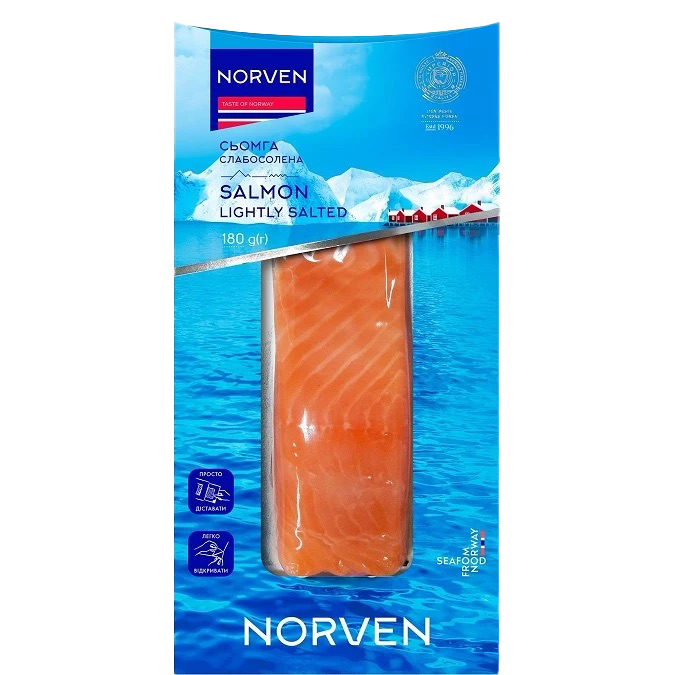 NORVEN
TASTE OF NORWAY
СЬОМГА
СЛАБОСОЛЕНА
SALMON
LIGHTLY SALTED
180 g(г)
Estd 1996
ПРОСТО
ДІСТАВАТИ
ЛЕГКО
ВІДКРИВАТИ
SEAFOOD
FROM
NORWAY
NORVEN